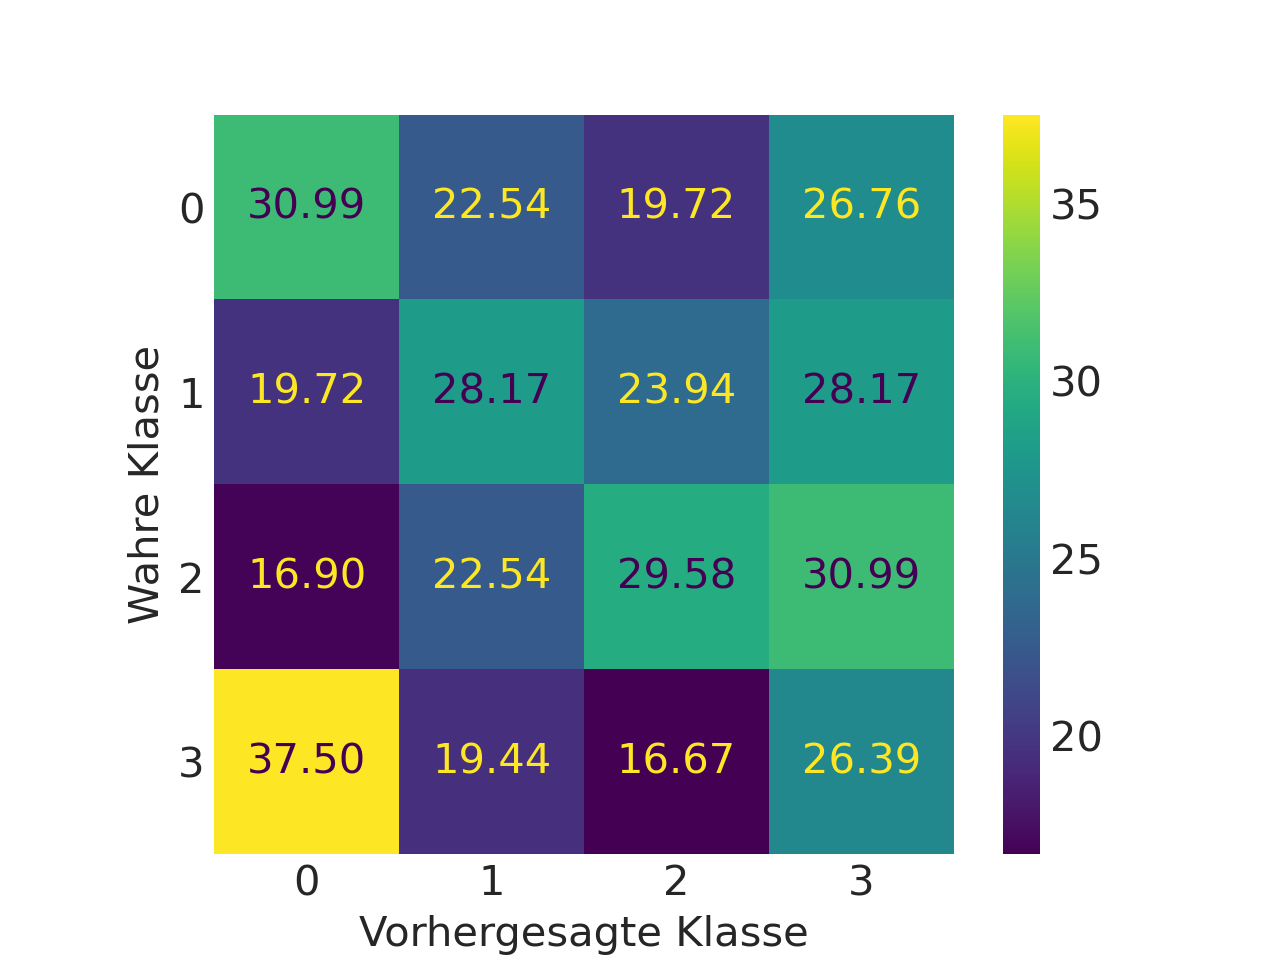 0 30.99 22.54 19.72 26.76
1 19.72 28.17 23.94 28.17
2 16.90 22.54 29.58 30.99
3 37.50 19.44 16.67 26.39
0 1 2 3
Vorhergesagte Klasse
Wahre Klasse
35
30
25
20